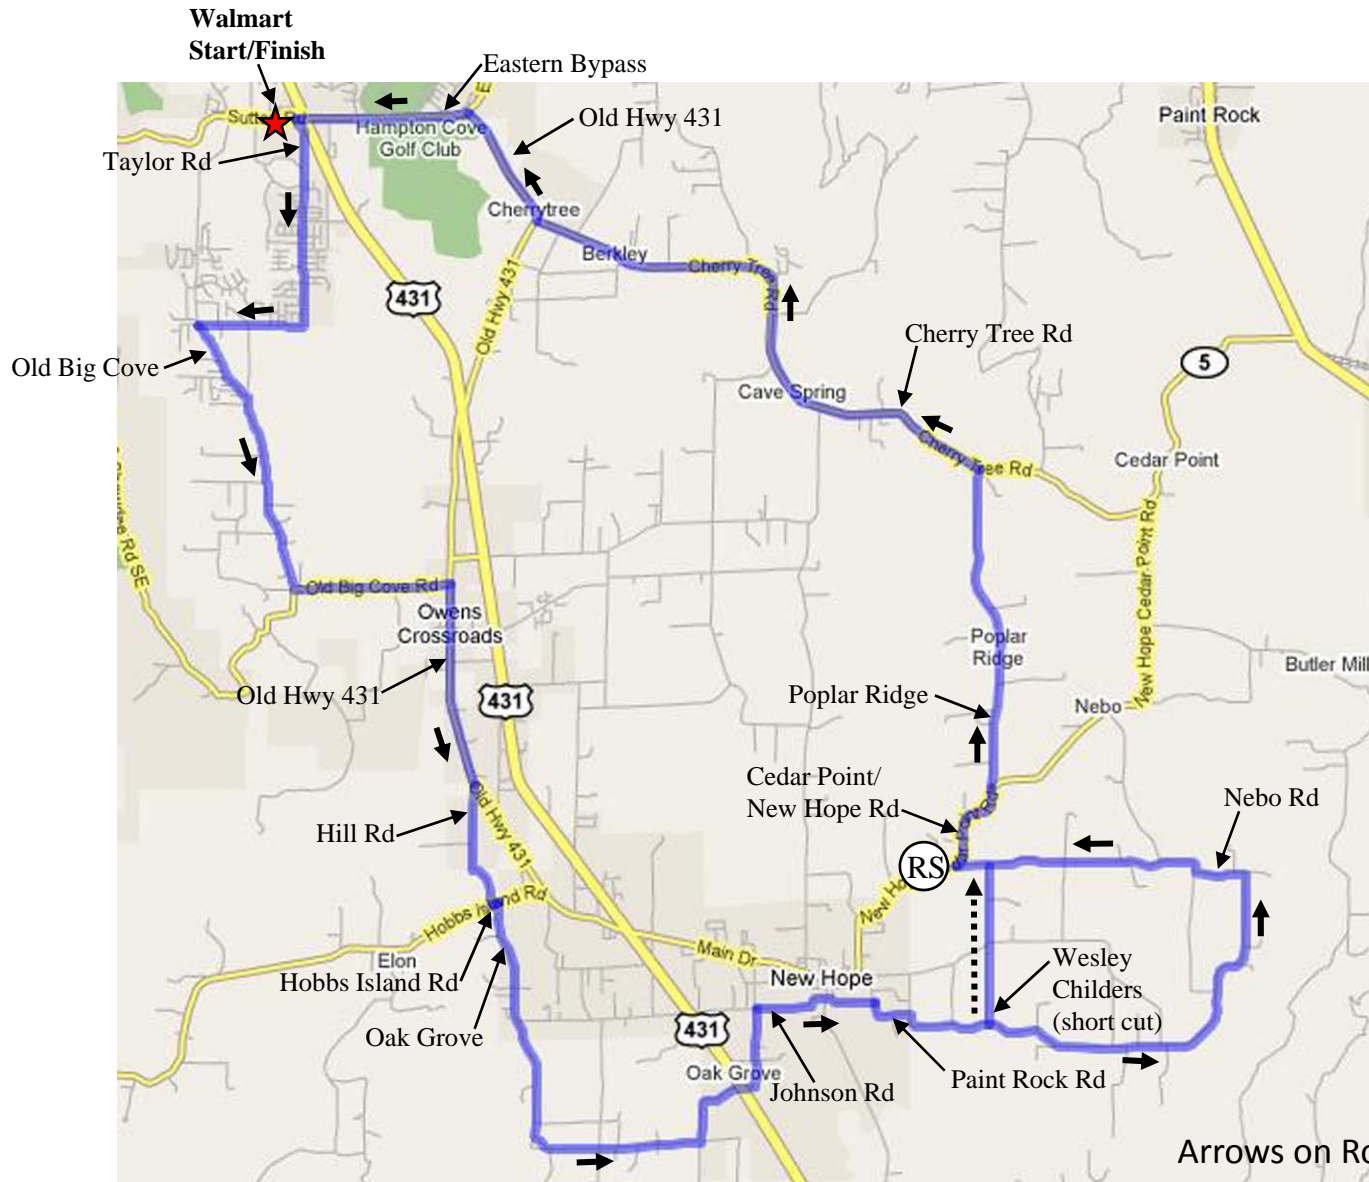 Walmart
Start/Finish
Eastern Bypass
Old Hwy 431
Paint Rock
Hampton Cove
Golf Club
Taylor Rd
Cherrytree
Berkley
Cherry Tree Rd
Old Hwy 431
431
Cherry Tree Rd
5
Old Big Cove
Cave Spring
Cherry Tree Rd
Cedar Point
New Hope Cedar Point Rd
Rd SE
Old Big Cove Rd
Owens
Crossroads
Poplar
Ridge
Butler Mill
Old Hwy 431
431
Poplar Ridge
Nebo
Cedar Point/
New Hope Rd
Nebo Rd
Old Hwy 431
Hill Rd
RS
Hobbs Island Rd
Main Dr
Elon
New Hope
Hobbs Island Rd
Wesley
Childers
(short cut)
Oak Grove
431
Oak Grove
Johnson Rd
Paint Rock Rd
Arrows on